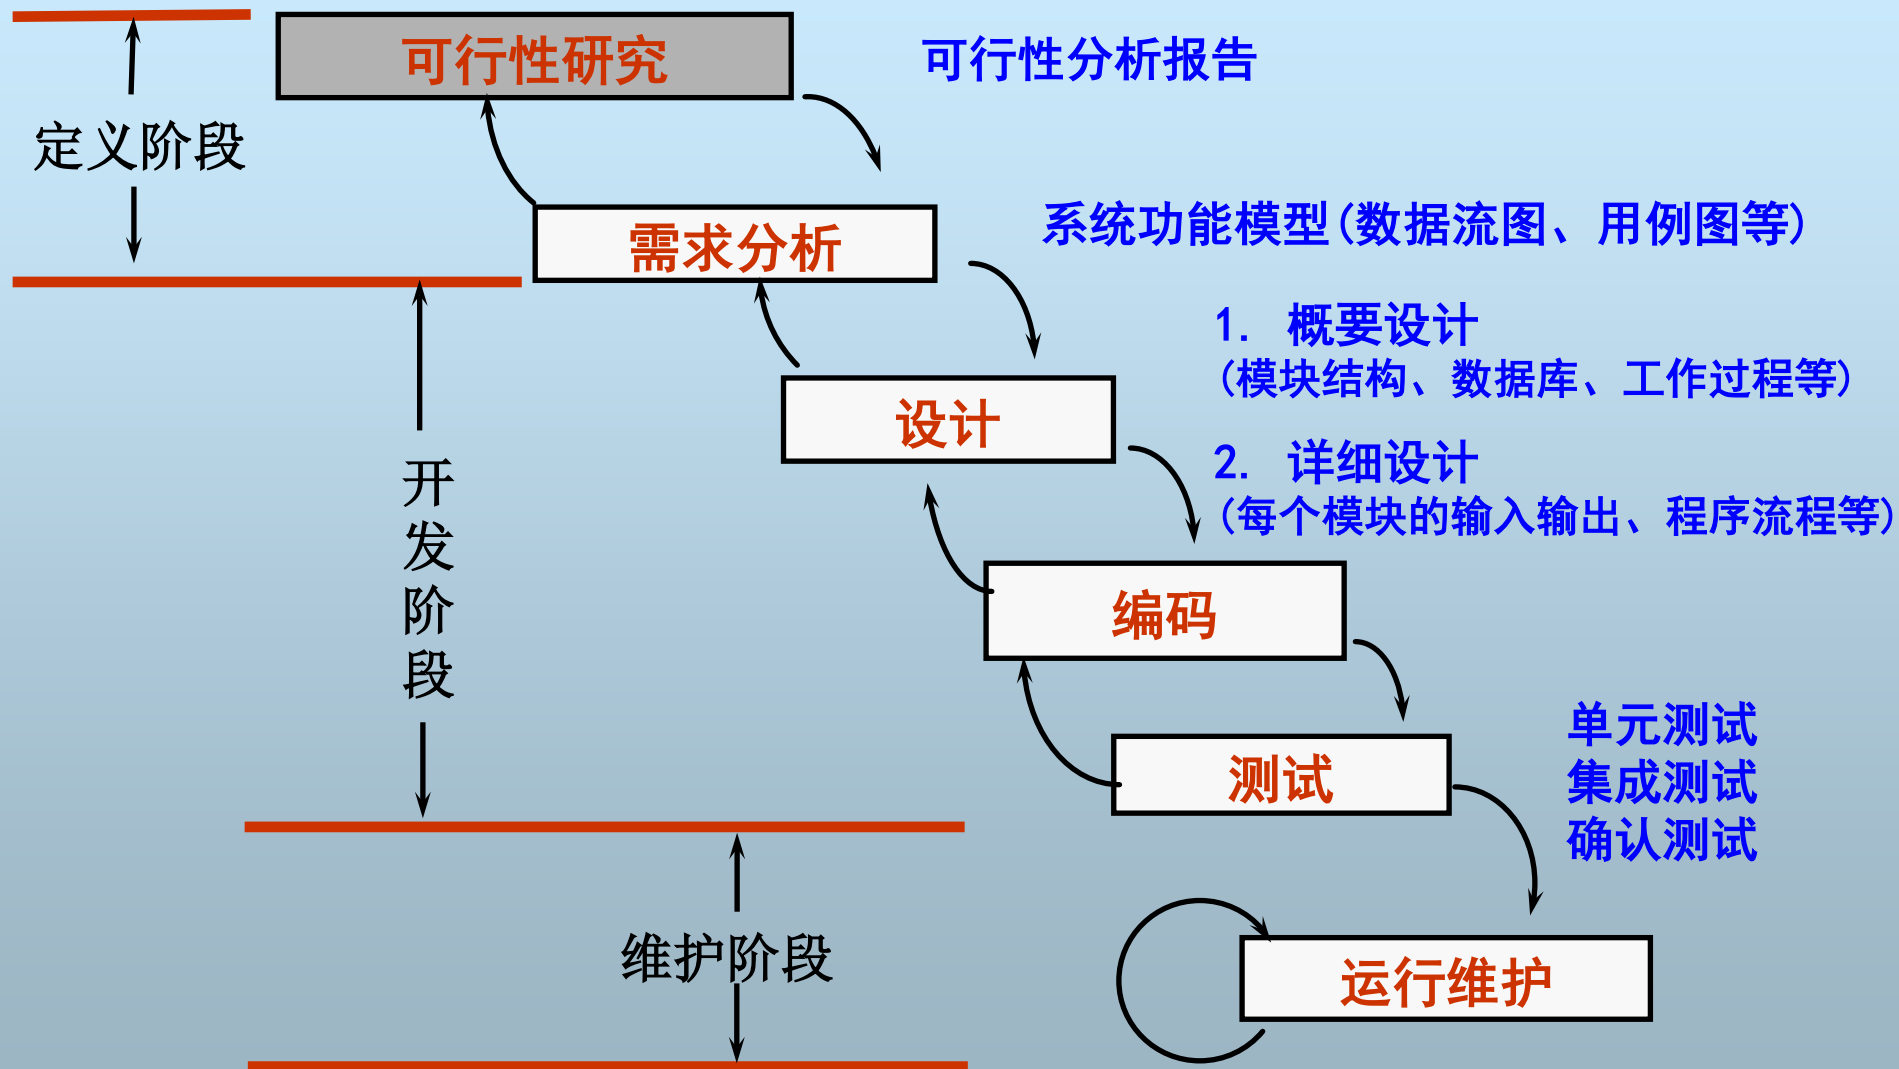 可行性研究
可行性分析报告
定义阶段
需求分析
系统功能模型(数据流图、用例图等)
1. 概要设计
(模块结构、数据库、工作过程等)
设计
2. 详细设计
(每个模块的输入输出、程序流程等)
开
发
阶
段
编码
测试
单元测试
集成测试
确认测试
维护阶段
运行维护